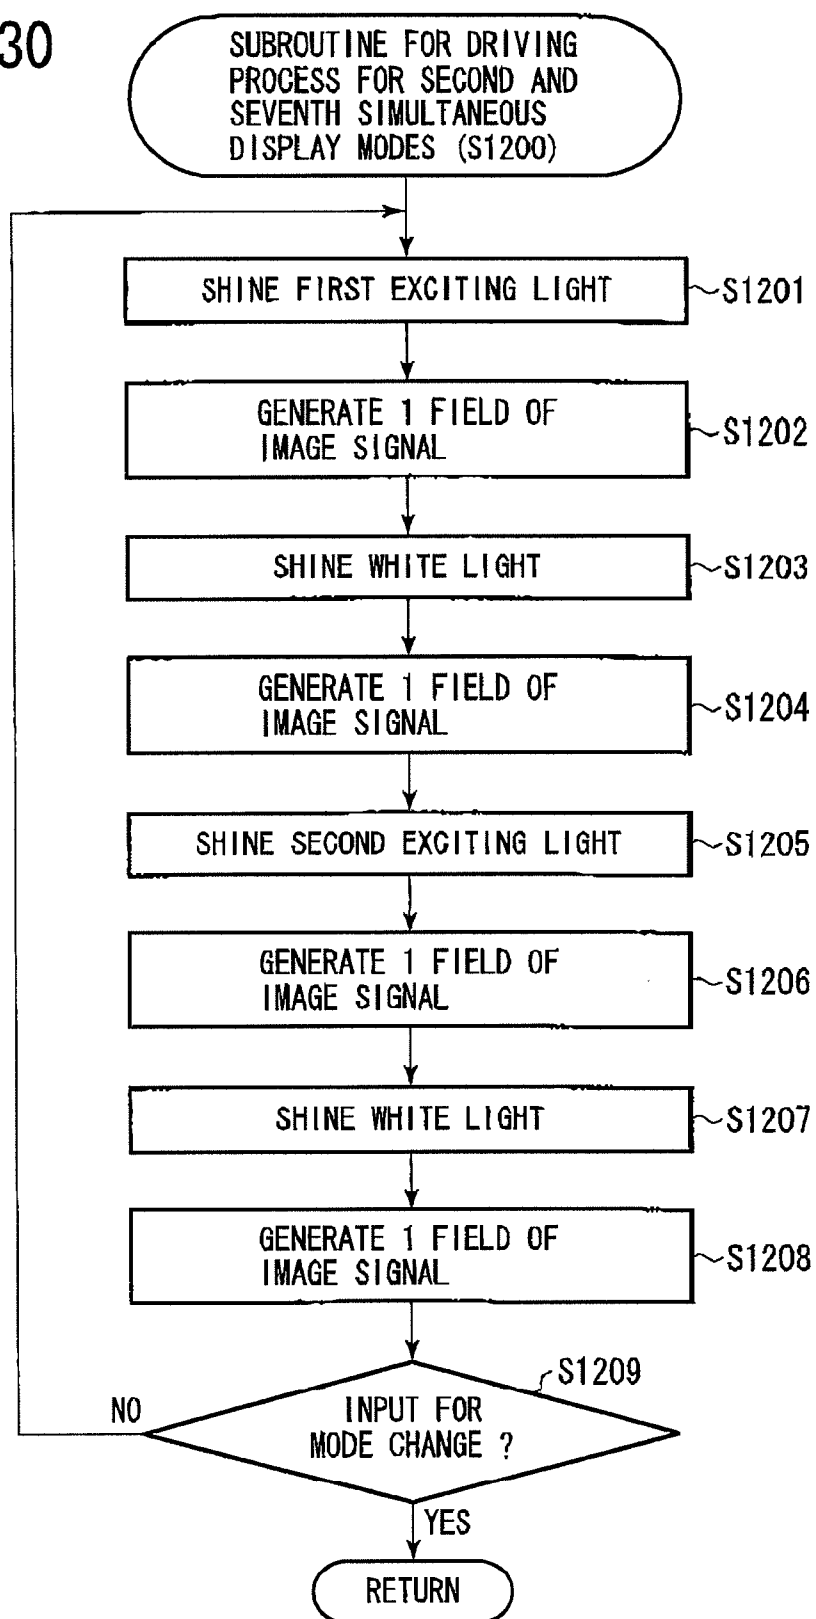 30
SUBROUTINE FOR DRIVING
PROCESS FOR SECOND AND
SEVENTH SIMULTANEOUS
DISPLAY MODES (S1200)
SHINE FIRST EXCITING LIGHT
S1201
GENERATE 1 FIELD OF
IMAGE SIGNAL
S1202
SHINE WHITE LIGHT
S1203
GENERATE 1 FIELD OF
IMAGE SIGNAL
S1204
SHINE SECOND EXCITING LIGHT
S1205
GENERATE 1 FIELD OF
IMAGE SIGNAL
S1206
SHINE WHITE LIGHT
S1207
GENERATE 1 FIELD OF
IMAGE SIGNAL
S1208
S1209
NO
INPUT FOR
MODE CHANGE ?
YES
RETURN